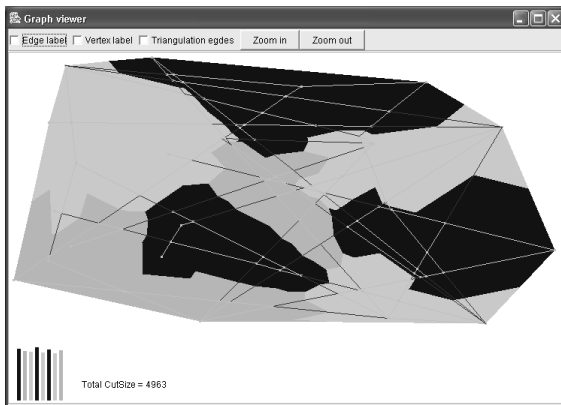 Graph viewer
Edge label Vertex label Triangulation egdes Zoom in Zoom out
Total CutSize = 4963